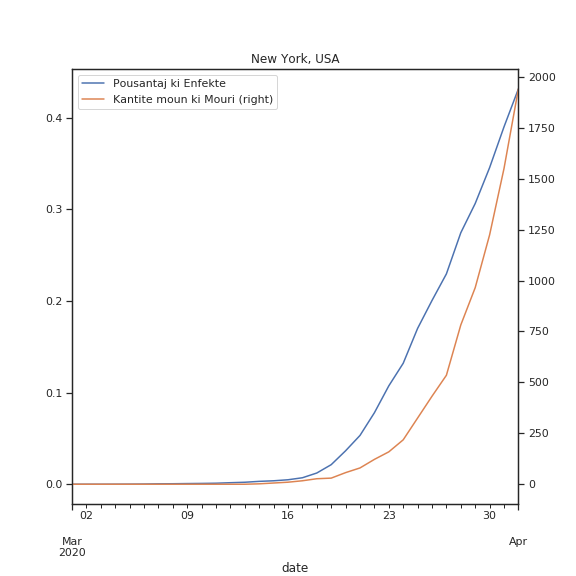 New York, USA
Pousantaj ki Enfekte
Kantite moun ki Mouri (right)
0.4
0.3
0.2
0.1
0.0
2000
1750
1500
1250
1000
750
500
250
0
02 09 16 23 30
Mar Apr
2020
date